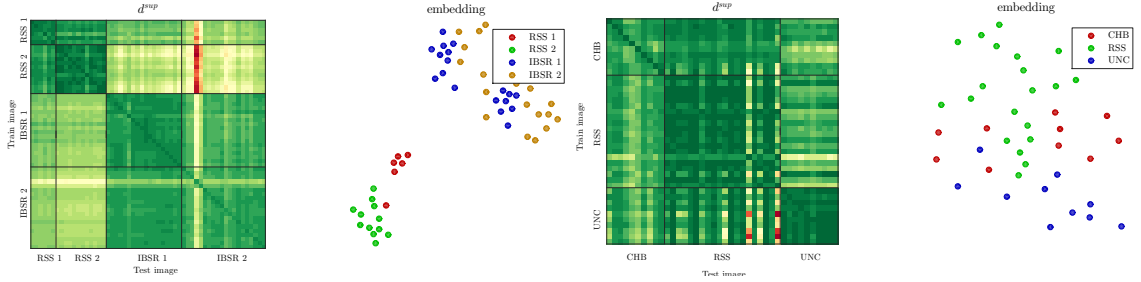 d^{sup}
Train image
RSS 1
RSS 2
IBSR 1
IBSR 2
RSS 1 RSS 2 IBSR 1 IBSR 2
Test image
embedding
RSS 1
RSS 2
IBSR 1
IBSR 2
d^{sup}
Train image
CHB
RSS
UNC
CHB RSS UNC
Test image
embedding
CHB
RSS
UNC